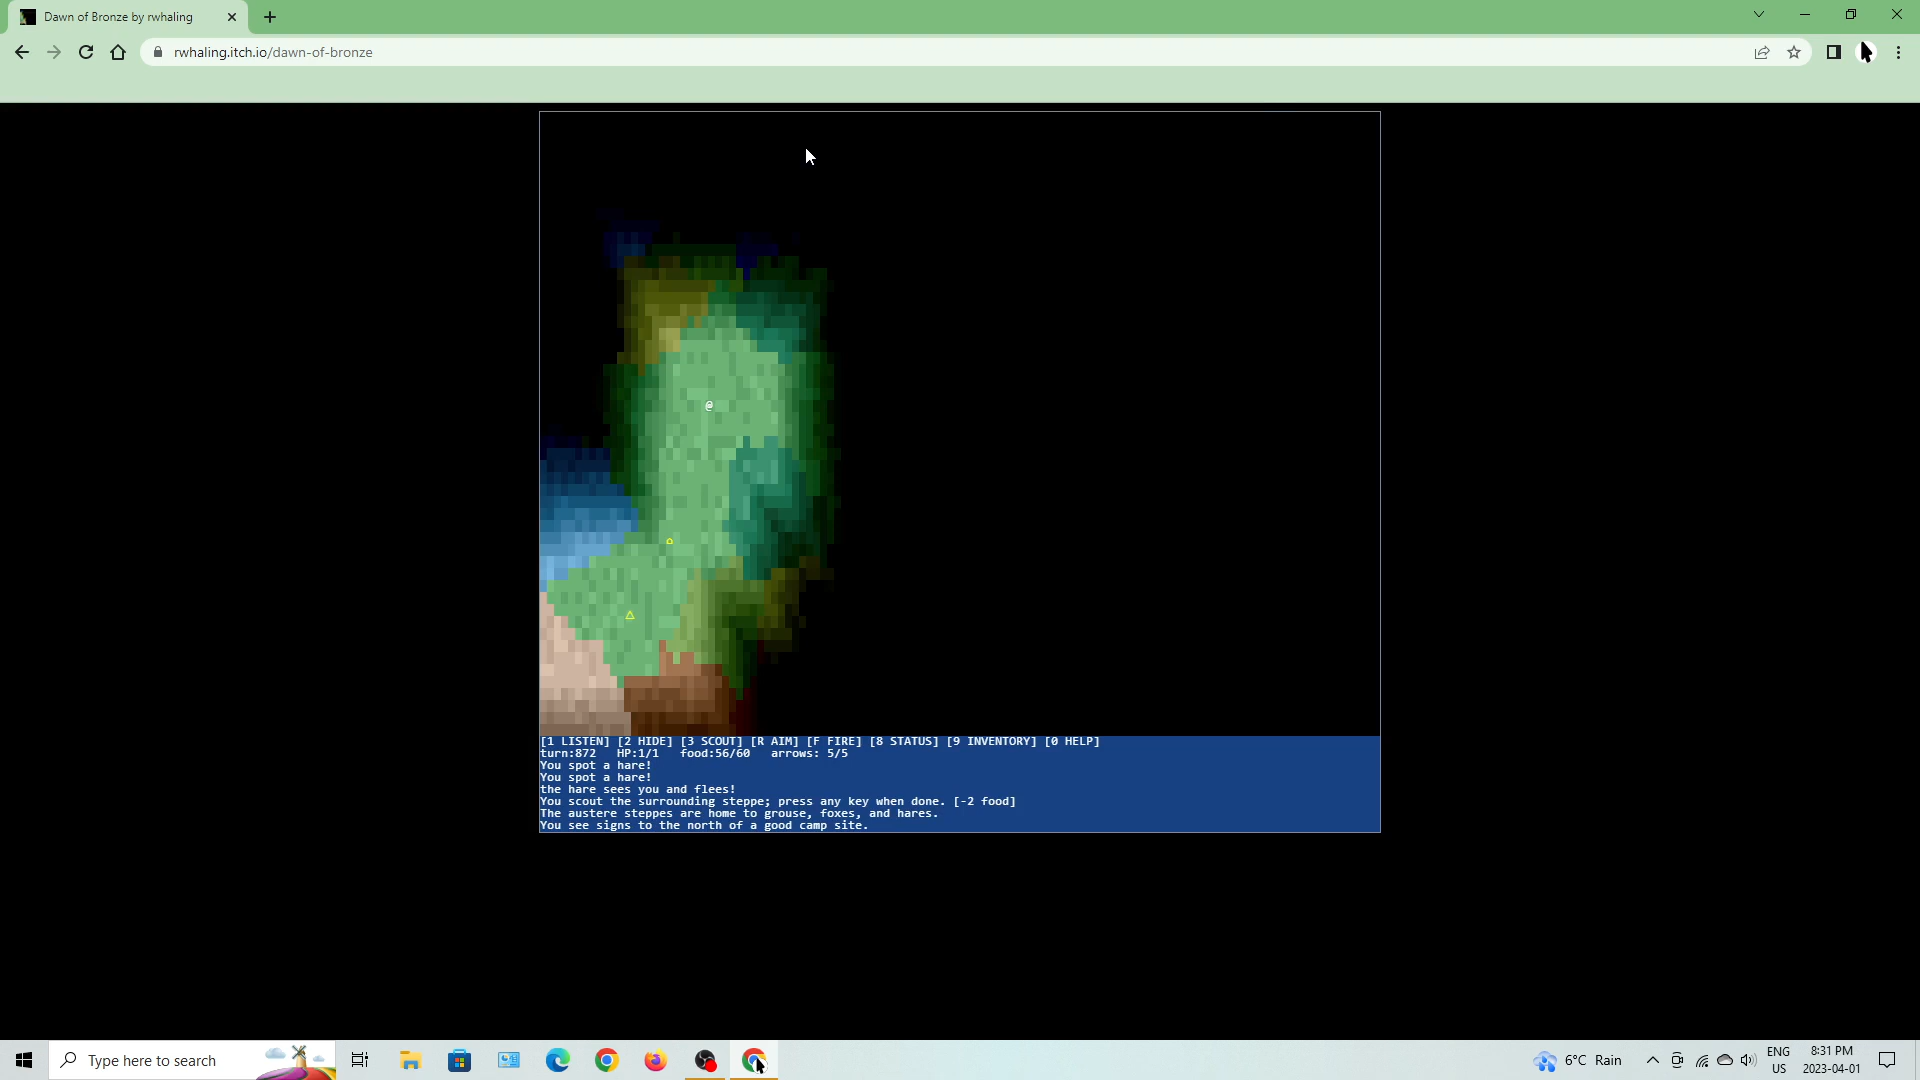 Dawn of Bronze by rwhaling
rwhaling.itch.io/dawn-of-bronze
@
[1 LISTEN] [2 HIDE] [3 SCOUT] [R AIM] [F FIRE] [8 STATUS] [9 INVENTORY] [0 HELP]
turn:872 HP:1/1 food:56/60 arrows: 5/5
You spot a hare!
You spot a hare!
the hare sees you and flees!
You scout the surrounding steppe; press any key when done. [-2 food]
The austere steppes are home to grouse, foxes, and hares.
You see signs to the north of a good camp site.
Type here to search
6°C Rain
ENG
US
8:31 PM
2023-04-01